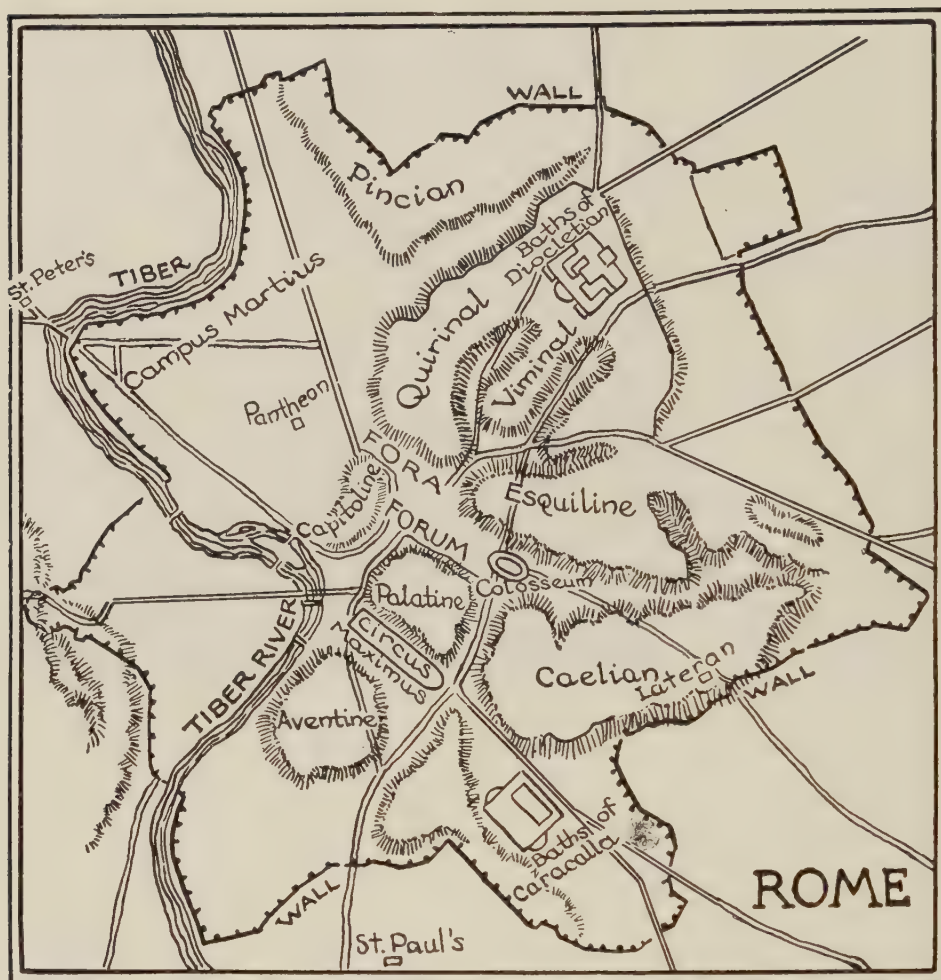 WALL
Pincian
Baths of
Diocletian
St. Peter's
TIBER
Campus Martius
Quirinal
Viminal
Pantheon
FORA
Capitoline
Esquiline
FORUM
Colosseum
Palatine
Circus
Maximus
TIBER RIVER
Caelian
Lateran
WALL
Aventine
Baths of
Caracalla
WALL
ROME
St. Paul's